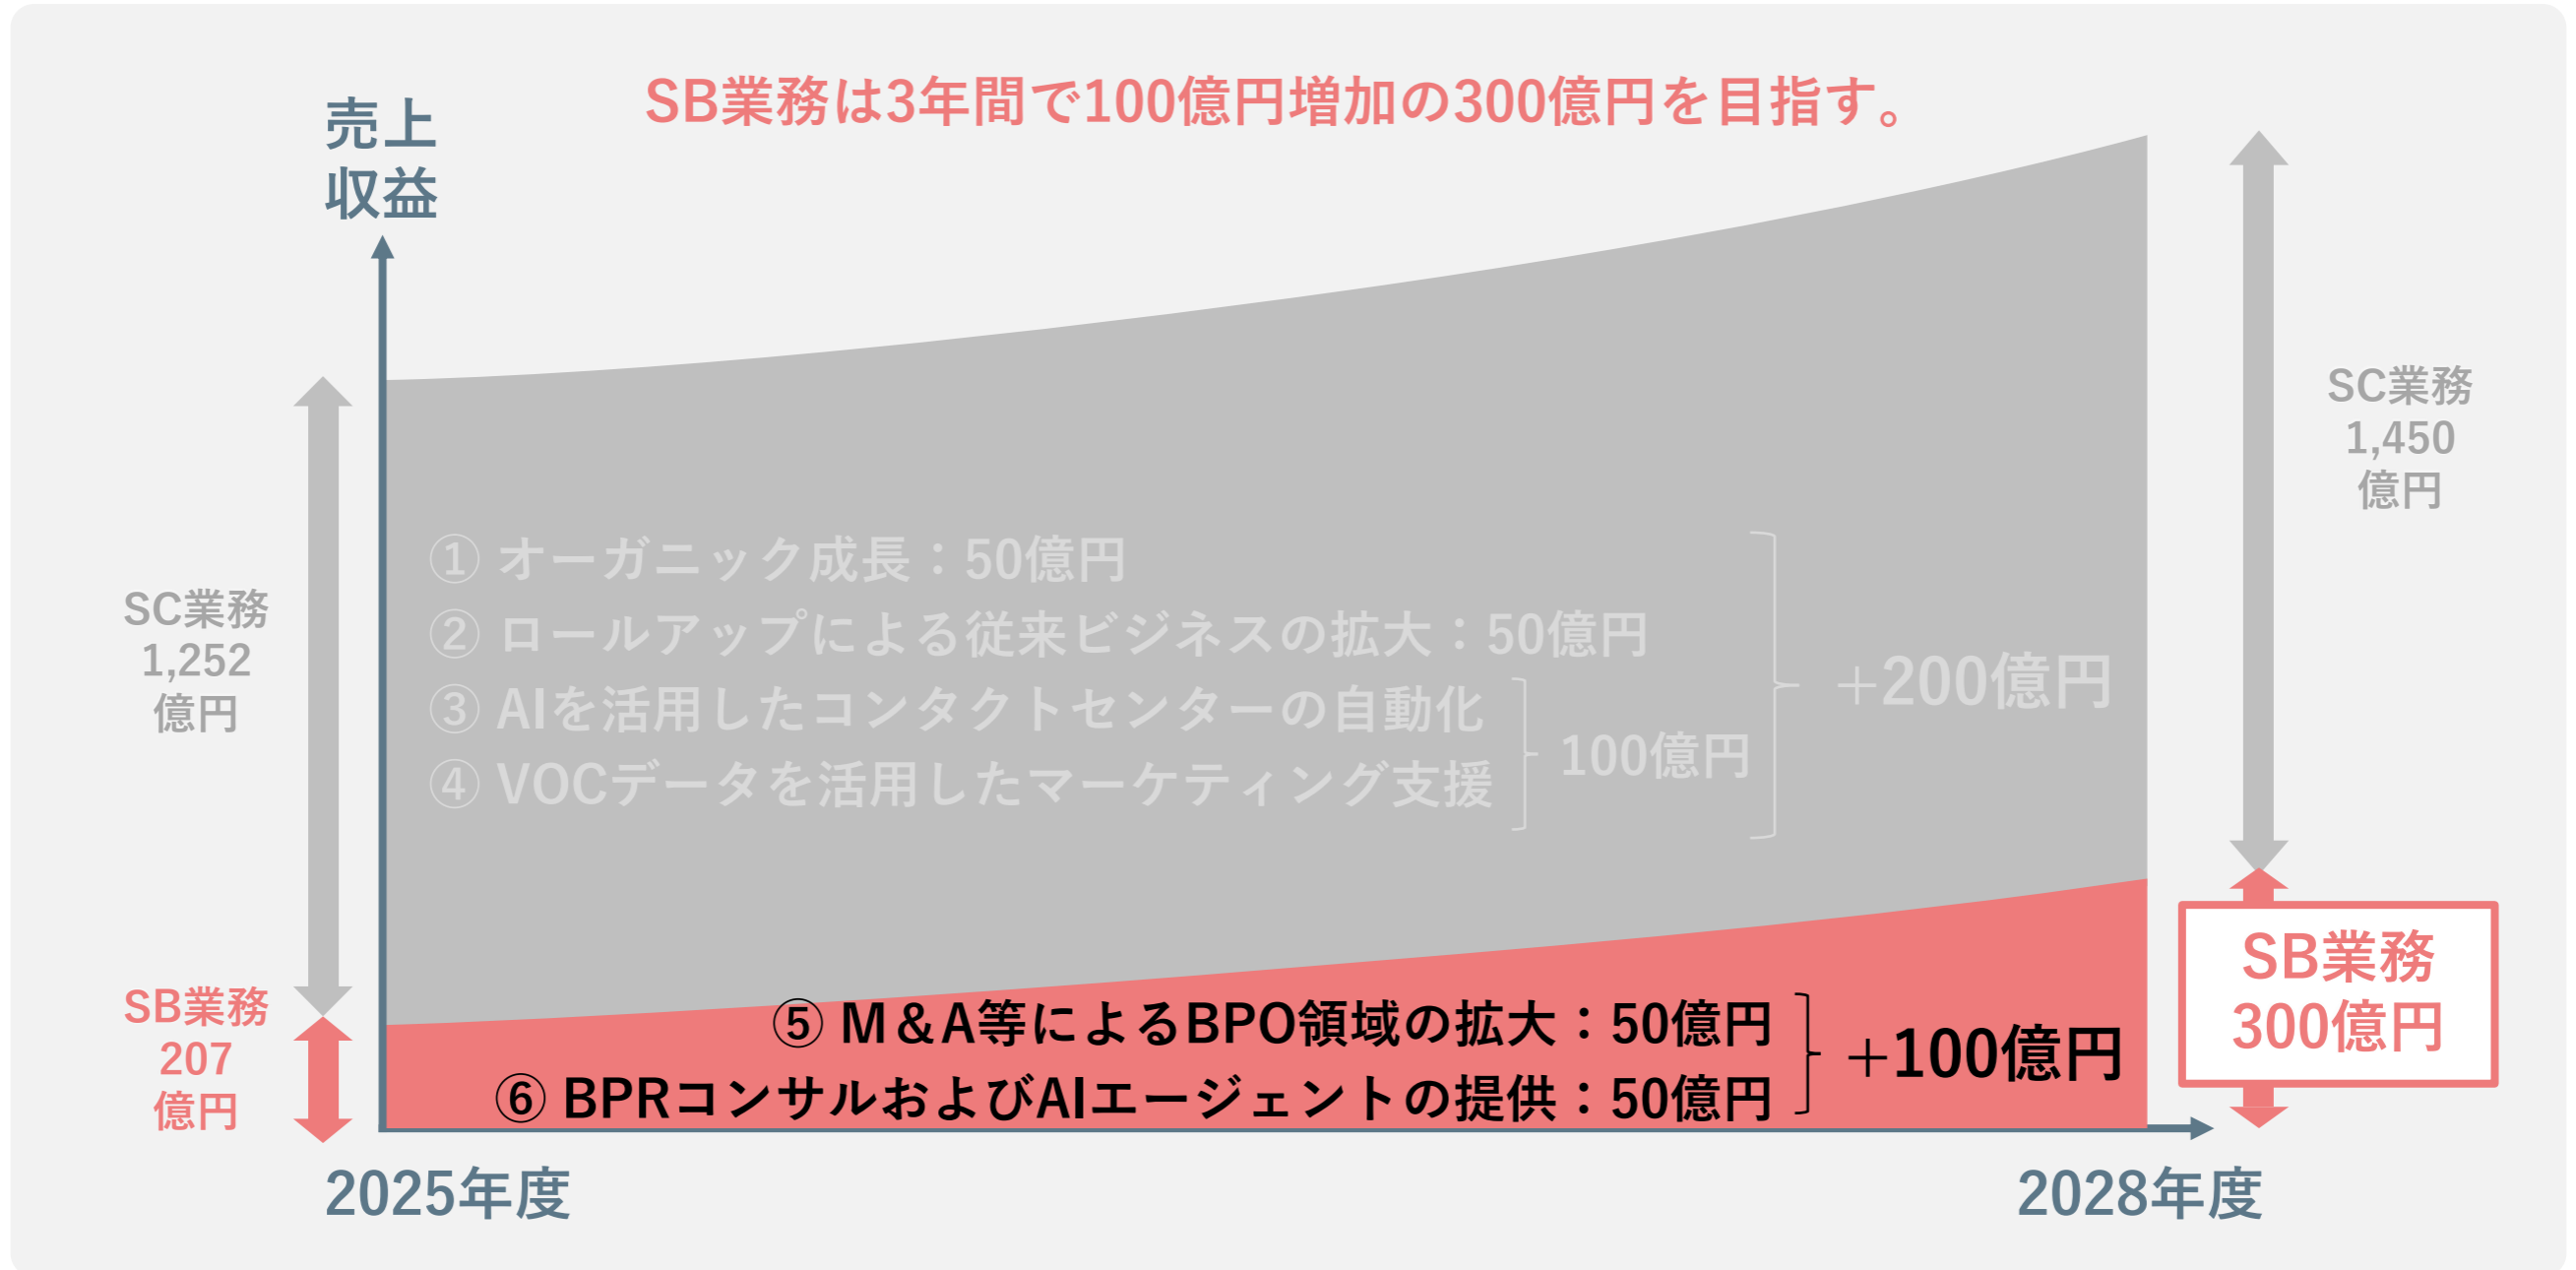 SB業務は3年間で100億円増加の300億円を目指す。
売上
収益
SC業務
1,252
億円
SB業務
207
億円
① オーガニック成長：50億円
② ロールアップによる従来ビジネスの拡大：50億円
③ AIを活用したコンタクトセンターの自動化
④ VOCデータを活用したマーケティング支援
100億円
+200億円
⑤ M＆A等によるBPO領域の拡大：50億円
⑥ BPRコンサルおよびAIエージェントの提供：50億円
+100億円
SC業務
1,450
億円
SB業務
300億円
2025年度
2028年度